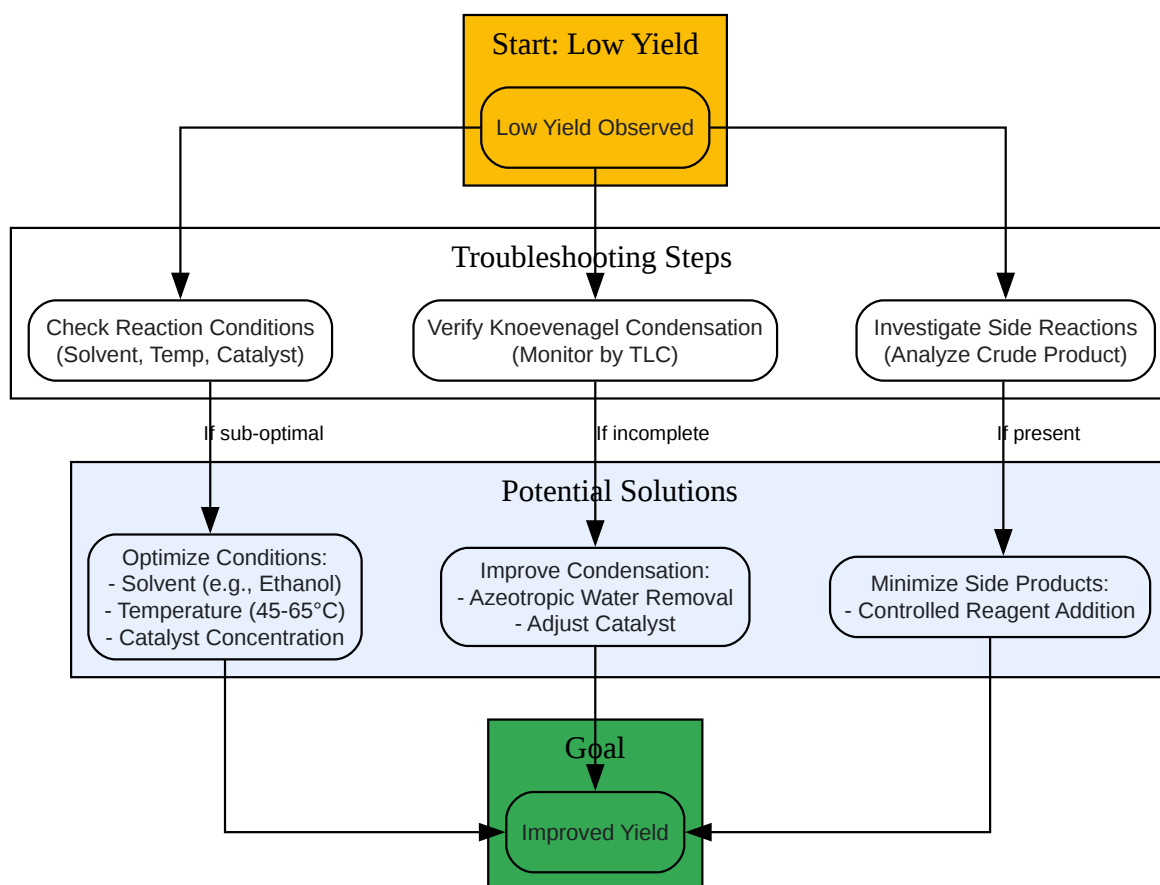 Start: Low Yield
Low Yield Observed
Troubleshooting Steps
Check Reaction Conditions
(Solvent, Temp, Catalyst)
Verify Knoevenagel Condensation
(Monitor by TLC)
Investigate Side Reactions
(Analyze Crude Product)
If sub-optimal
If incomplete
If present
Potential Solutions
Optimize Conditions:
- Solvent (e.g., Ethanol)
- Temperature (45-65°C)
- Catalyst Concentration
Improve Condensation:
- Azeotropic Water Removal
- Adjust Catalyst
Minimize Side Products:
- Controlled Reagent Addition
Goal
Improved Yield